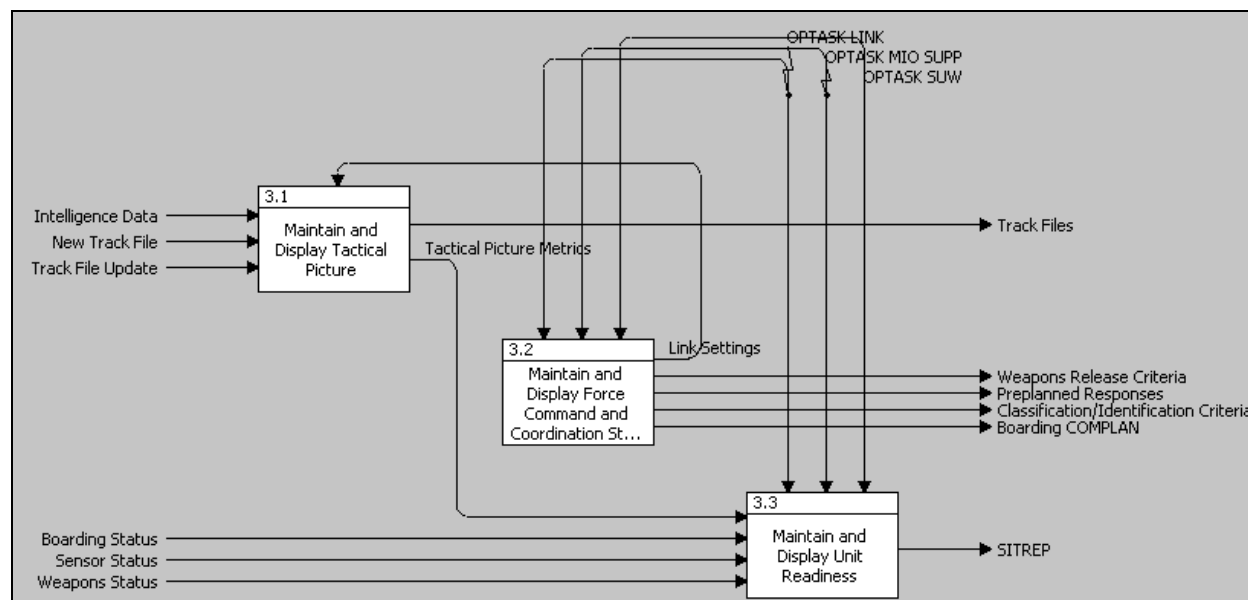 OPTASK LINK
OPTASK MIO SUPP
OPTASK SUW
3.1
Maintain and
Display Tactical
Picture
Intelligence Data
New Track File
Track File Update
Track Files
Tactical Picture Metrics
Link Settings
3.2
Maintain and
Display Force
Command and
Coordination St...
Weapons Release Criteria
Preplanned Responses
Classification/Identification Criteria
Boarding COMPLAN
3.3
Maintain and
Display Unit
Readiness
Boarding Status
Sensor Status
Weapons Status
SITREP